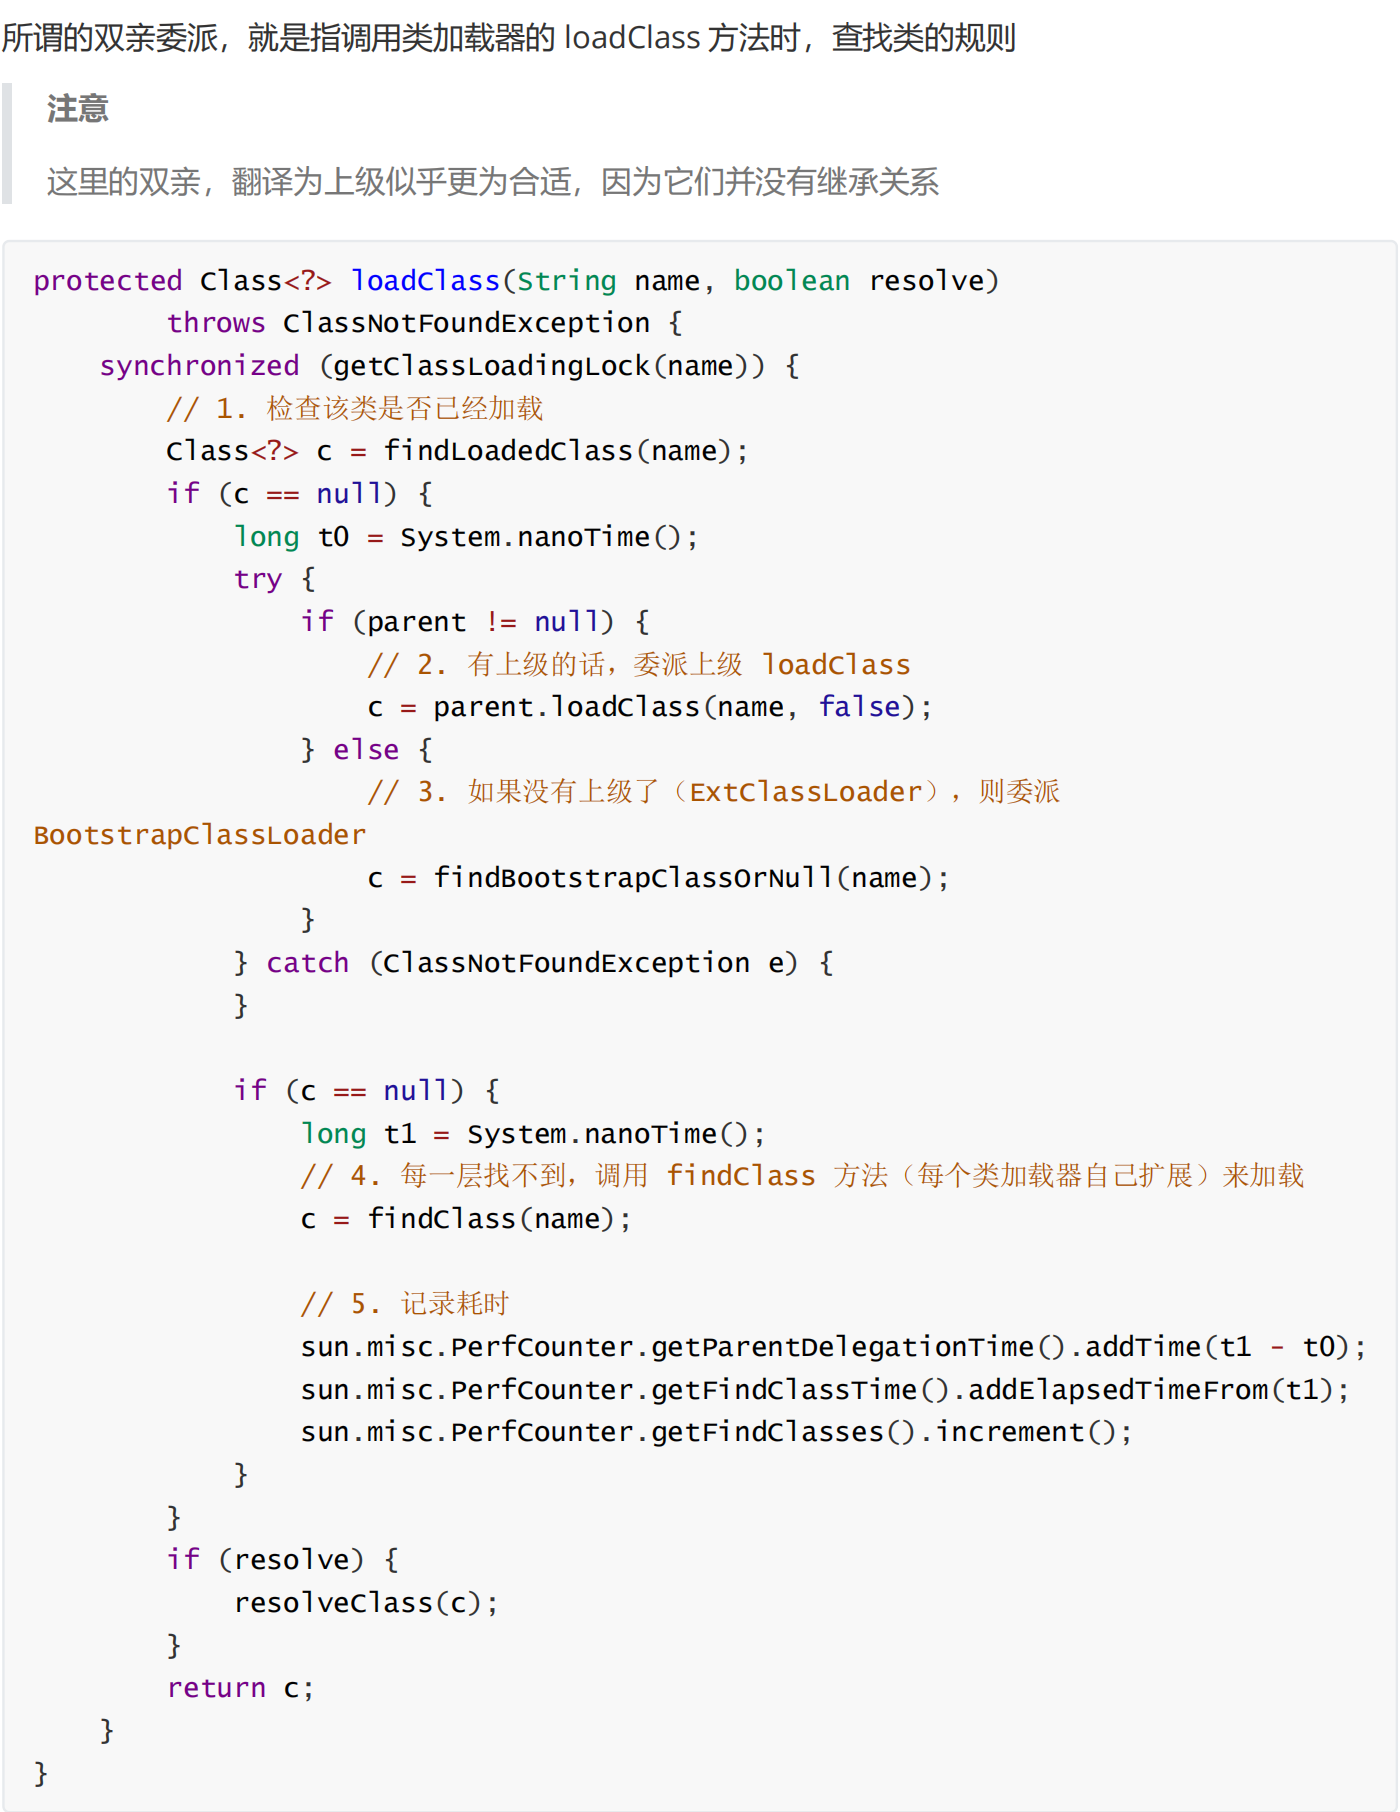 所谓的双亲委派，就是指调用类加载器的 loadClass 方法时，查找类的规则
注意
这里的双亲，翻译为上级似乎更为合适，因为它们并没有继承关系
protected Class<?> loadClass(String name, boolean resolve)
        throws ClassNotFoundException {
    synchronized (getClassLoadingLock(name)) {
        // 1. 检查该类是否已经加载
        Class<?> c = findLoadedClass(name);
        if (c == null) {
            long t0 = System.nanoTime();
            try {
                if (parent != null) {
                    // 2. 有上级的话，委派上级 loadClass
                    c = parent.loadClass(name, false);
                } else {
                    // 3. 如果没有上级了（ExtClassLoader），则委派
BootstrapClassLoader
                    c = findBootstrapClassOrNull(name);
                }
            } catch (ClassNotFoundException e) {
            }

            if (c == null) {
                long t1 = System.nanoTime();
                // 4. 每一层找不到，调用 findClass 方法（每个类加载器自己扩展）来加载
                c = findClass(name);

                // 5. 记录耗时
                sun.misc.PerfCounter.getParentDelegationTime().addTime(t1 - t0);
                sun.misc.PerfCounter.getFindClassTime().addElapsedTimeFrom(t1);
                sun.misc.PerfCounter.getFindClasses().increment();
            }
        }
        if (resolve) {
            resolveClass(c);
        }
        return c;
    }
}